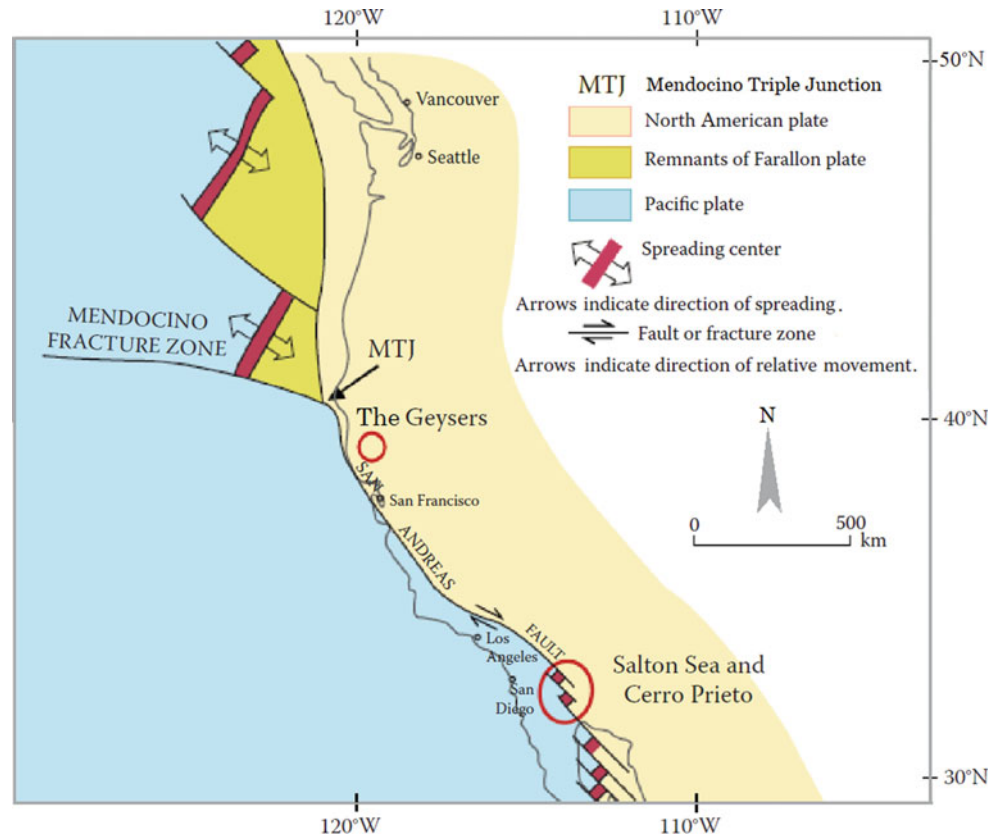 120°W
110°W
50°N
Vancouver
Seattle
MTJ Mendocino Triple Junction
North American plate
Remnants of Farallon plate
Pacific plate
Spreading center
Arrows indicate direction of spreading.
Fault or fracture zone
Arrows indicate direction of relative movement.
MENDOCINO
FRACTURE ZONE
MTJ
The Geysers
40°N
N
SAN
San Francisco
ANDREAS
0
500
km
FAULT
Los
Angeles
San
Diego
Salton Sea and
Cerro Prieto
30°N
120°W
110°W